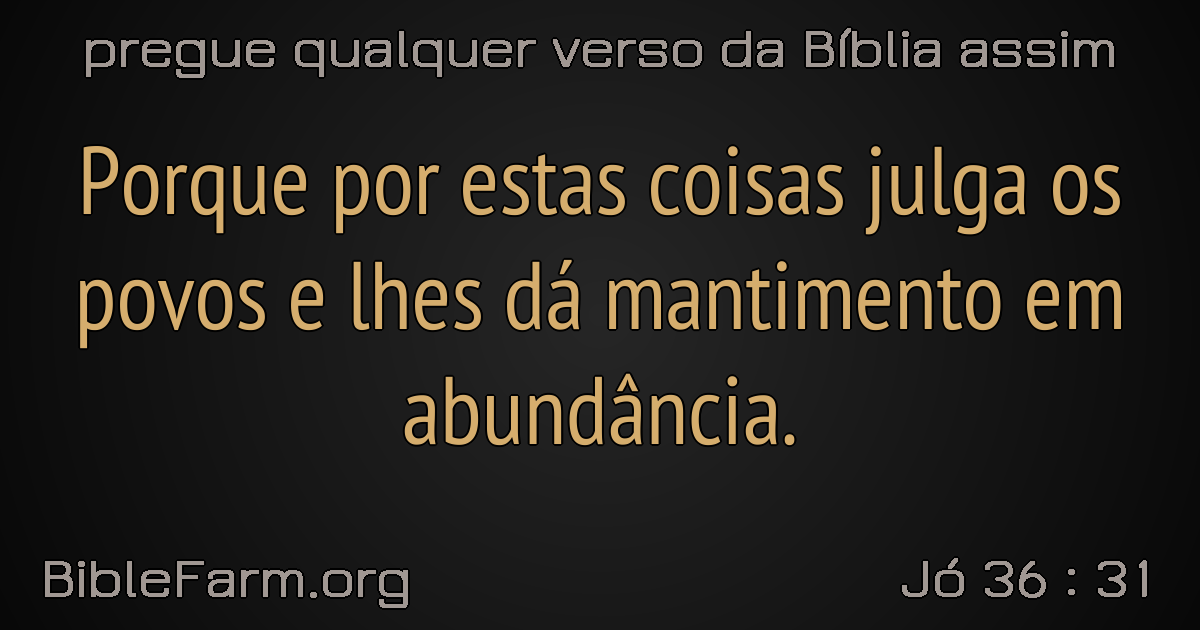 pregue qualquer verso da Bíblia assim
Porque por estas coisas julga os
povos e lhes dá mantimento em
abundância.
BibleFarm.org
Jó 36 : 31